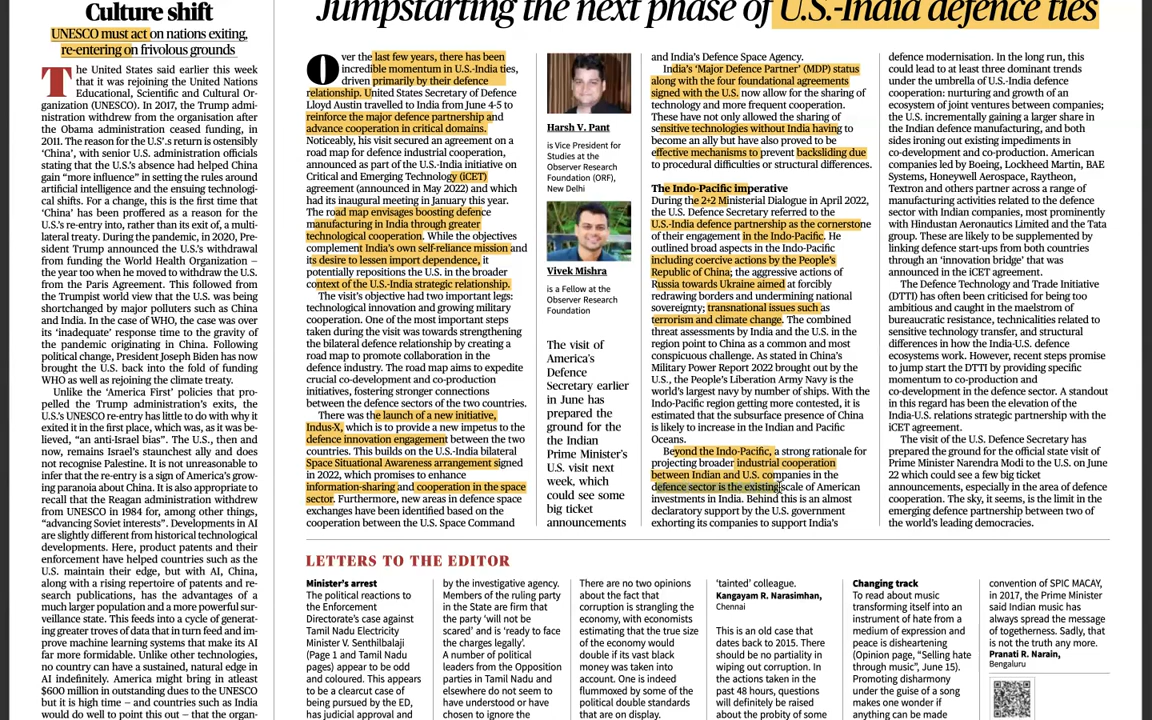 Culture shift
UNESCO must act on nations exiting,
re-entering on frivolous grounds
The United States said earlier this week
that it was rejoining the United Nations
Educational, Scientific and Cultural Or-
ganization (UNESCO). In 2017, the Trump admi-
nistration withdrew from the organisation after
the Obama administration ceased funding, in
2011. The reason for the U.S'.s return is ostensibly
'China', with senior U.S. administration officials
stating that the U.S.'s absence had helped China
gain "more influence" in setting the rules around
artificial intelligence and the ensuing technologi-
cal shifts. For a change, this is the first time that
'China' has been proffered as a reason for the
U.S.'s re-entry into, rather than its exit of, a multi-
lateral treaty. During the pandemic, in 2020, Pre-
sident Trump announced the U.S.'s withdrawal
from funding the World Health Organization –
the year too when he moved to withdraw the U.S.
from the Paris Agreement. This followed from
the Trumpist world view that the U.S. was being
shortchanged by major polluters such as China
and India. In the case of WHO, the case was over
its 'inadequate' response time to the gravity of
the pandemic originating in China. Following
political change, President Joseph Biden has now
brought the U.S. back into the fold of funding
WHO as well as rejoining the climate treaty.
Unlike the 'America First' policies that pro-
pelled the Trump administration's exits, the
U.S.'s UNESCO re-entry has little to do with why it
exited it in the first place, which was, as it was be-
lieved, "an anti-Israel bias". The U.S., then and
now, remains Israel's staunchest ally and does
not recognise Palestine. It is not unreasonable to
infer that the re-entry is a sign of America's grow-
ing paranoia about China. It is also appropriate to
recall that the Reagan administration withdrew
from UNESCO in 1984 for, among other things,
"advancing Soviet interests". Developments in AI
are slightly different from historical technological
developments. Here, product patents and their
enforcement have helped countries such as the
U.S. maintain their edge, but with AI, China,
along with a rising repertoire of patents and re-
search publications, has the advantages of a
much larger population and a more powerful sur-
veillance state. This feeds into a cycle of generat-
ing greater troves of data that in turn feed and im-
prove machine learning systems that make its AI
far more formidable. Unlike other technologies,
no country can have a sustained, natural edge in
AI indefinitely. America might bring in atleast
$600 million in outstanding dues to the UNESCO
but it is high time – and countries such as India
would do well to point this out – that the organ-
Jumpstarting the next phase of U.S.-India defence ties
Over the last few years, there has been
incredible momentum in U.S.-India ties,
driven primarily by their defence
relationship. United States Secretary of Defence
Lloyd Austin travelled to India from June 4-5 to
reinforce the major defence partnership and
advance cooperation in critical domains.
Noticeably, his visit secured an agreement on a
road map for defence industrial cooperation,
announced as part of the U.S.-India initiative on
Critical and Emerging Technology (iCET)
agreement (announced in May 2022) and which
had its inaugural meeting in January this year.
The road map envisages boosting defence
manufacturing in India through greater
technological cooperation. While the objectives
complement India's own self-reliance mission and
its desire to lessen import dependence, it
potentially repositions the U.S. in the broader
context of the U.S.-India strategic relationship.
The visit's objective had two important legs:
technological innovation and growing military
cooperation. One of the most important steps
taken during the visit was towards strengthening
the bilateral defence relationship by creating a
road map to promote collaboration in the
defence industry. The road map aims to expedite
crucial co-development and co-production
initiatives, fostering stronger connections
between the defence sectors of the two countries.
There was the launch of a new initiative,
Indus-X, which is to provide a new impetus to the
defence innovation engagement between the two
countries. This builds on the U.S.-India bilateral
Space Situational Awareness arrangement signed
in 2022, which promises to enhance
information-sharing and cooperation in the space
sector. Furthermore, new areas in defence space
exchanges have been identified based on the
cooperation between the U.S. Space Command
Harsh V. Pant
is Vice President for
Studies at the
Observer Research
Foundation (ORF),
New Delhi
Vivek Mishra
is a Fellow at the
Observer Research
Foundation
The visit of
America's
Defence
Secretary earlier
in June has
prepared the
ground for the
the Indian
Prime Minister's
U.S. visit next
week, which
could see some
big ticket
announcements
and India's Defence Space Agency.
India's 'Major Defence Partner' (MDP) status
along with the four foundational agreements
signed with the U.S. now allow for the sharing of
technology and more frequent cooperation.
These have not only allowed the sharing of
sensitive technologies without India having to
become an ally but have also proved to be
effective mechanisms to prevent backsliding due
to procedural difficulties or structural differences.
The Indo-Pacific imperative
During the 2+2 Ministerial Dialogue in April 2022,
the U.S. Defence Secretary referred to the
U.S.-India defence partnership as the cornerstone
of their engagement in the Indo-Pacific. He
outlined broad aspects in the Indo-Pacific
including coercive actions by the People's
Republic of China; the aggressive actions of
Russia towards Ukraine aimed at forcibly
redrawing borders and undermining national
sovereignty; transnational issues such as
terrorism and climate change. The combined
threat assessments by India and the U.S. in the
region point to China as a common and most
conspicuous challenge. As stated in China's
Military Power Report 2022 brought out by the
U.S., the People's Liberation Army Navy is the
world's largest navy by number of ships. With the
Indo-Pacific region getting more contested, it is
estimated that the subsurface presence of China
is likely to increase in the Indian and Pacific
Oceans.
Beyond the Indo-Pacific, a strong rationale for
projecting broader industrial cooperation
between Indian and U.S. companies in the
defence sector is the existing scale of American
investments in India. Behind this is an almost
declaratory support by the U.S. government
exhorting its companies to support India's
defence modernisation. In the long run, this
could lead to at least three dominant trends
under the umbrella of U.S.-India defence
cooperation: nurturing and growth of an
ecosystem of joint ventures between companies;
the U.S. incrementally gaining a larger share in
the Indian defence manufacturing, and both
sides ironing out existing impediments in
co-development and co-production. American
companies led by Boeing, Lockheed Martin, BAE
Systems, Honeywell Aerospace, Raytheon,
Textron and others partner across a range of
manufacturing activities related to the defence
sector with Indian companies, most prominently
with Hindustan Aeronautics Limited and the Tata
group. These are likely to be supplemented by
linking defence start-ups from both countries
through an 'innovation bridge' that was
announced in the iCET agreement.
The Defence Technology and Trade Initiative
(DTTI) has often been criticised for being too
ambitious and caught in the maelstrom of
bureaucratic resistance, technicalities related to
sensitive technology transfer, and structural
differences in how the India-U.S. defence
ecosystems work. However, recent steps promise
to jump start the DTTI by providing specific
momentum to co-production and
co-development in the defence sector. A standout
in this regard has been the elevation of the
India-U.S. relations strategic partnership with the
iCET agreement.
The visit of the U.S. Defence Secretary has
prepared the ground for the official state visit of
Prime Minister Narendra Modi to the U.S. on June
22 which could see a few big ticket
announcements, especially in the area of defence
cooperation. The sky, it seems, is the limit in the
emerging defence partnership between two of
the world's leading democracies.
LETTERS TO THE EDITOR
Minister's arrest
The political reactions to
the Enforcement
Directorate's case against
Tamil Nadu Electricity
Minister V. Senthilbalaji
(Page 1 and Tamil Nadu
pages) appear to be odd
and coloured. This appears
to be a clearcut case of
being pursued by the ED,
has judicial approval and
by the investigative agency.
Members of the ruling party
in the State are firm that
the party 'will not be
scared' and is 'ready to face
the charges legally'.
A number of political
leaders from the Opposition
parties in Tamil Nadu and
elsewhere do not seem to
have understood or have
chosen to ignore the
There are no two opinions
about the fact that
corruption is strangling the
economy, with economists
estimating that the true size
of the economy would
double if its vast black
money was taken into
account. One is indeed
flummoxed by some of the
political double standards
that are on display.
'tainted' colleague.
Kangayam R. Narasimhan,
Chennai
This is an old case that
dates back to 2015. There
should be no partiality in
wiping out corruption. In
the actions taken in the
past 48 hours, questions
will definitely be raised
about the probity of some
Changing track
To read about music
transforming itself into an
instrument of hate from a
medium of expression and
peace is disheartening
(Opinion page, "Selling hate
through music", June 15).
Promoting disharmony
under the guise of a song
makes one wonder if
anything can be made
convention of SPIC MACAY,
in 2017, the Prime Minister
said Indian music has
always spread the message
of togetherness. Sadly, that
is not the truth any more.
Pranati R. Narain,
Bengaluru